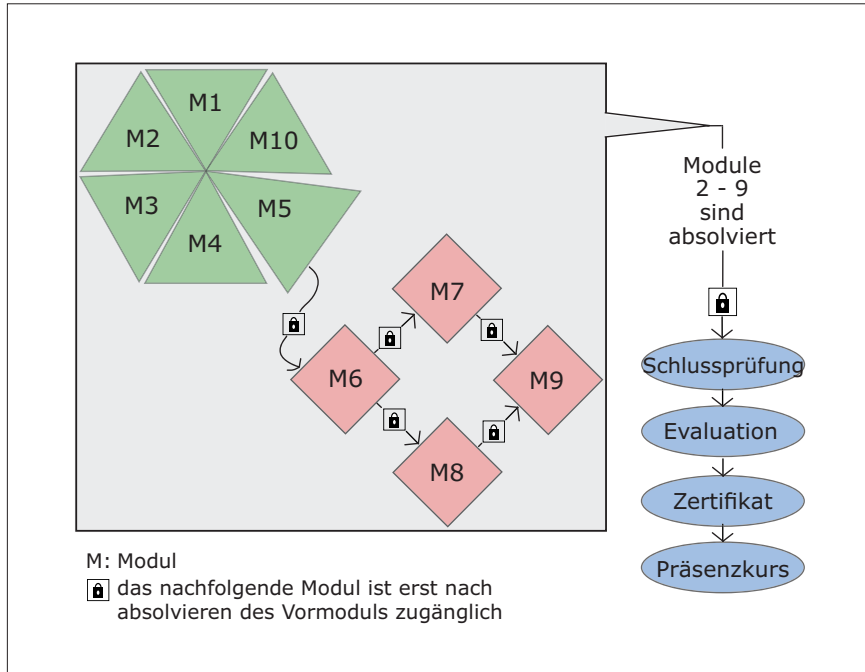 M1
M2
M10
M3
M5
M4
M7
M6
M9
M8
Module
2 - 9
sind
absolviert
Schlussprüfung
Evaluation
Zertifikat
Präsenzkurs
M: Modul
das nachfolgende Modul ist erst nach
absolvieren des Vormoduls zugänglich